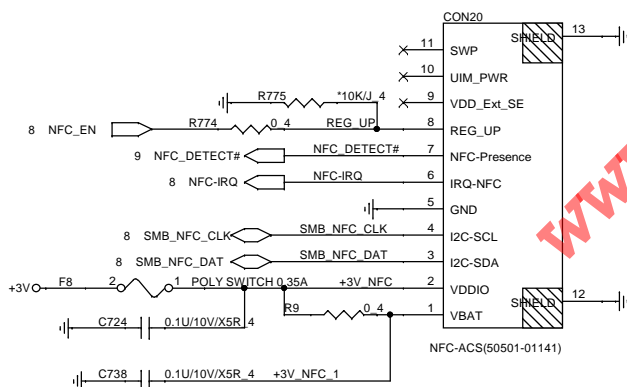 CON20
SHIELD 13
11 SWP
10 UIM_PWR
R775 *10K/J_4 9 VDD_Ext_SE
8 NFC_EN R774 0_4 REG_UP 8 REG_UP
9 NFC_DETECT# NFC_DETECT# 7 NFC-Presence
8 NFC-IRQ NFC-IRQ 6 IRQ-NFC
5 GND
8 SMB_NFC_CLK SMB_NFC_CLK 4 I2C-SCL
8 SMB_NFC_DAT SMB_NFC_DAT 3 I2C-SDA
+3V F8 2 1 POLY SWITCH 0.35A +3V_NFC 2 VDDIO
SHIELD 12
R9 0_4 1 VBAT
C724 0.1U/10V/X5R_4
NFC-ACS(50501-01141)
C738 0.1U/10V/X5R_4 +3V_NFC_1
ww